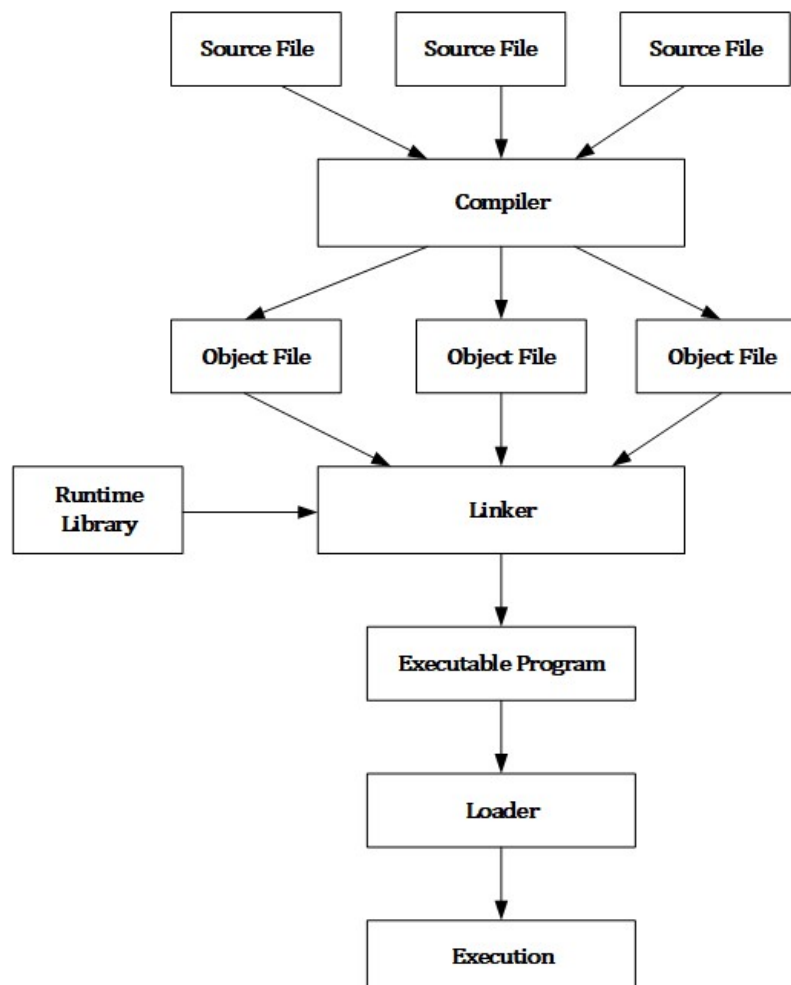 Source File
Source File
Source File
Compiler
Object File
Object File
Object File
Runtime
Library
Linker
Executable Program
Loader
Execution